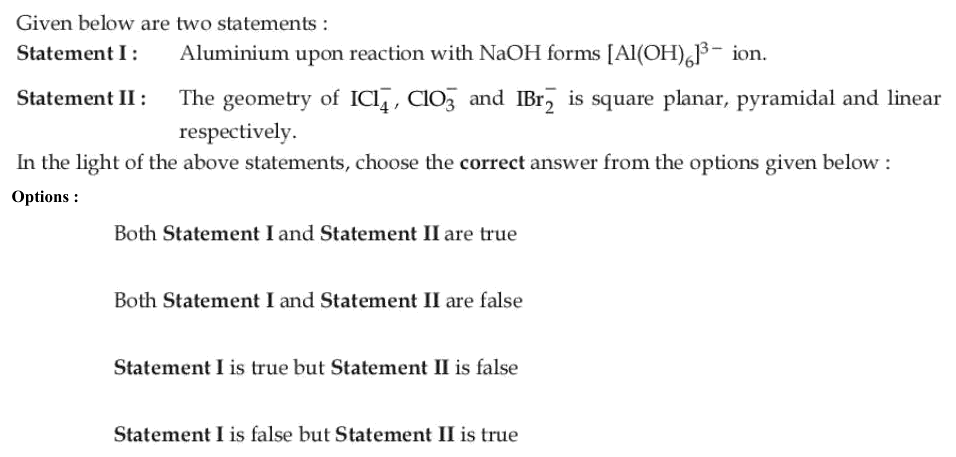 Given below are two statements :
Statement I : Aluminium upon reaction with NaOH forms [Al(OH)₆]³⁻ ion.
Statement II : The geometry of ICl₄⁻, ClO₃⁻ and IBr₂⁻ is square planar, pyramidal and linear
respectively.
In the light of the above statements, choose the correct answer from the options given below :
Options :
Both Statement I and Statement II are true
Both Statement I and Statement II are false
Statement I is true but Statement II is false
Statement I is false but Statement II is true